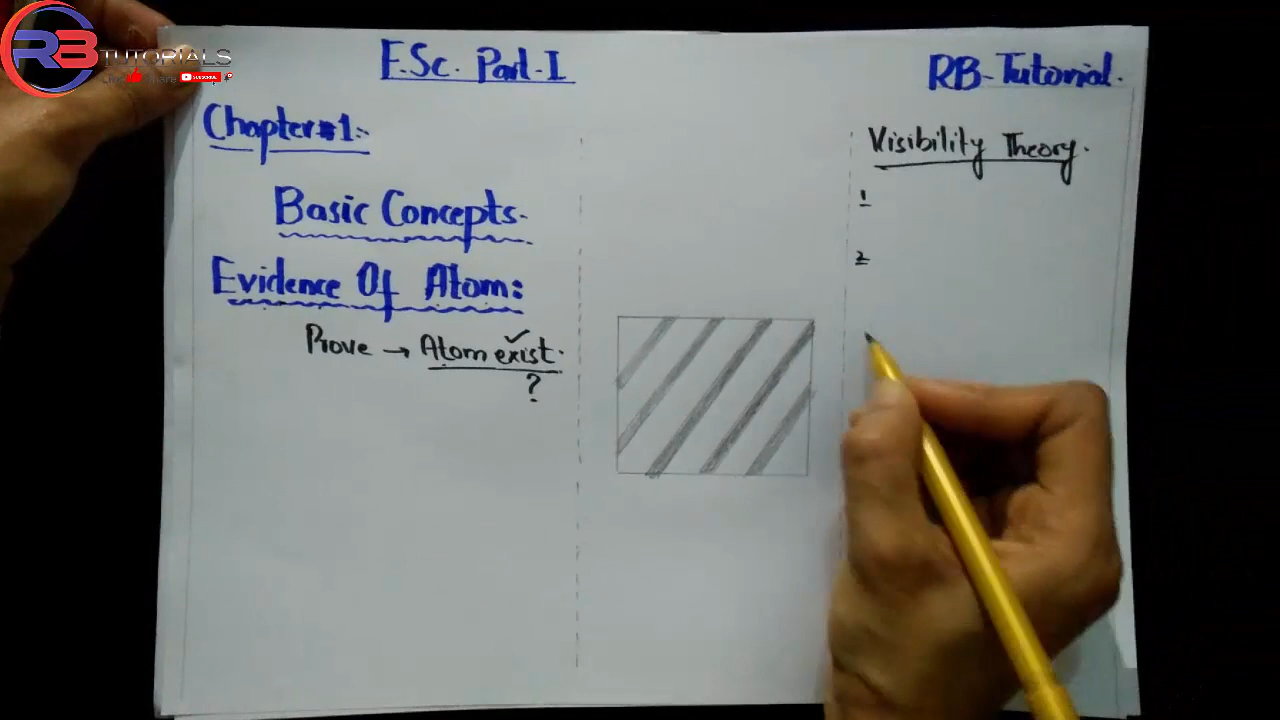 RB
TUTORIALS
F.Sc. Part-I
RB-Tutorial.
Chapter#1:-
Basic Concepts.
Evidence Of Atom:
Prove → Atom exist.
?
Visibility Theory.
1
2